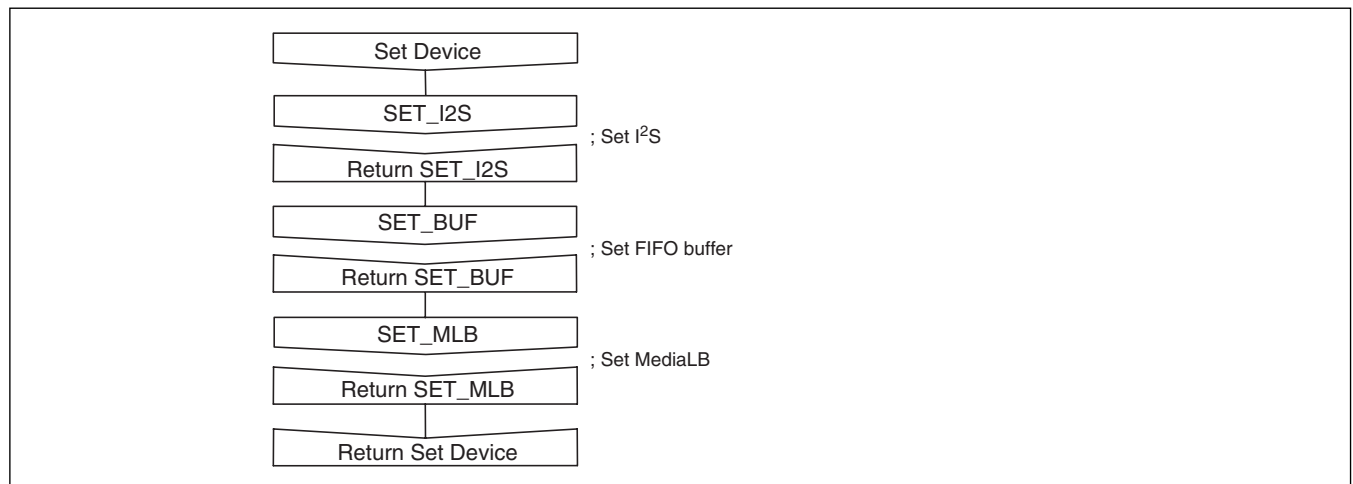 Set Device
SET_I2S
; Set I²S
Return SET_I2S
SET_BUF
; Set FIFO buffer
Return SET_BUF
SET_MLB
; Set MediaLB
Return SET_MLB
Return Set Device